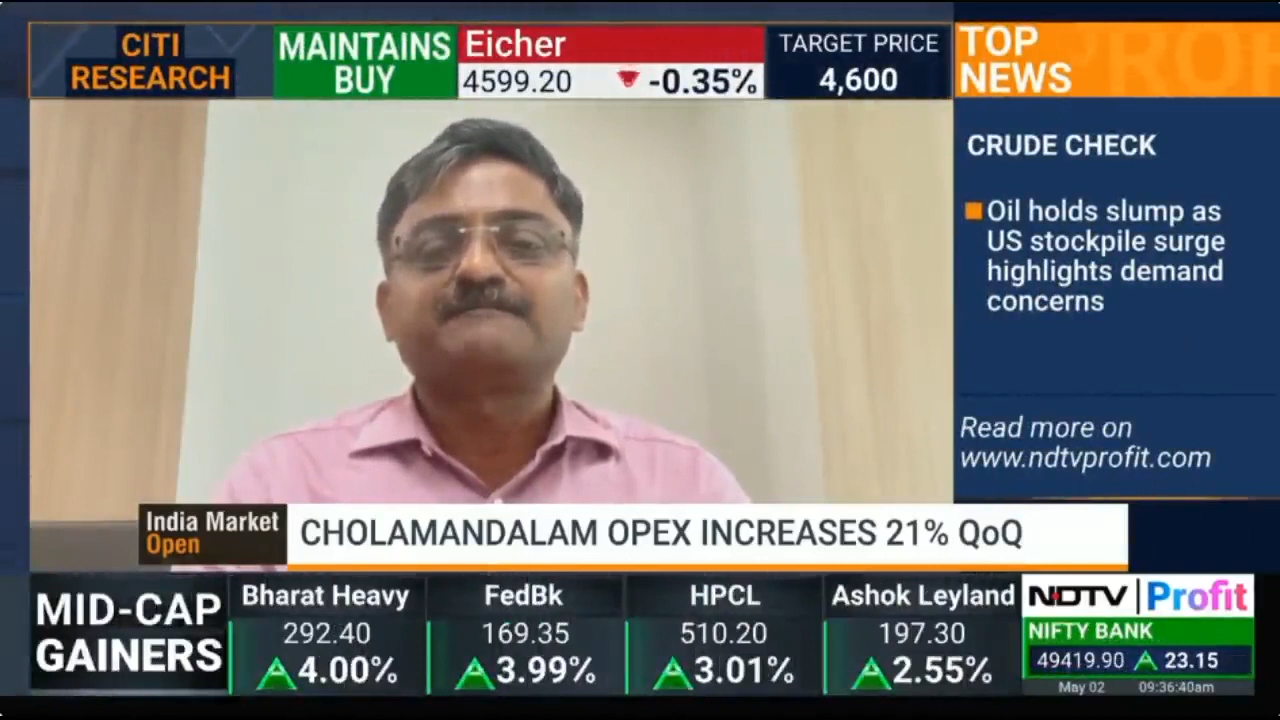 CITI
RESEARCH
MAINTAINS
BUY
Eicher
4599.20 -0.35%
TARGET PRICE
4,600
TOP
NEWS
CRUDE CHECK
Oil holds slump as
US stockpile surge
highlights demand
concerns
Read more on
www.ndtvprofit.com
India Market
Open
CHOLAMANDALAM OPEX INCREASES 21% QoQ
MID-CAP
GAINERS
Bharat Heavy
292.40
4.00%
FedBk
169.35
3.99%
HPCL
510.20
3.01%
Ashok Leyland
197.30
2.55%
NDTV Profit
NIFTY BANK
49419.90 23.15
May 02 09:36:40am